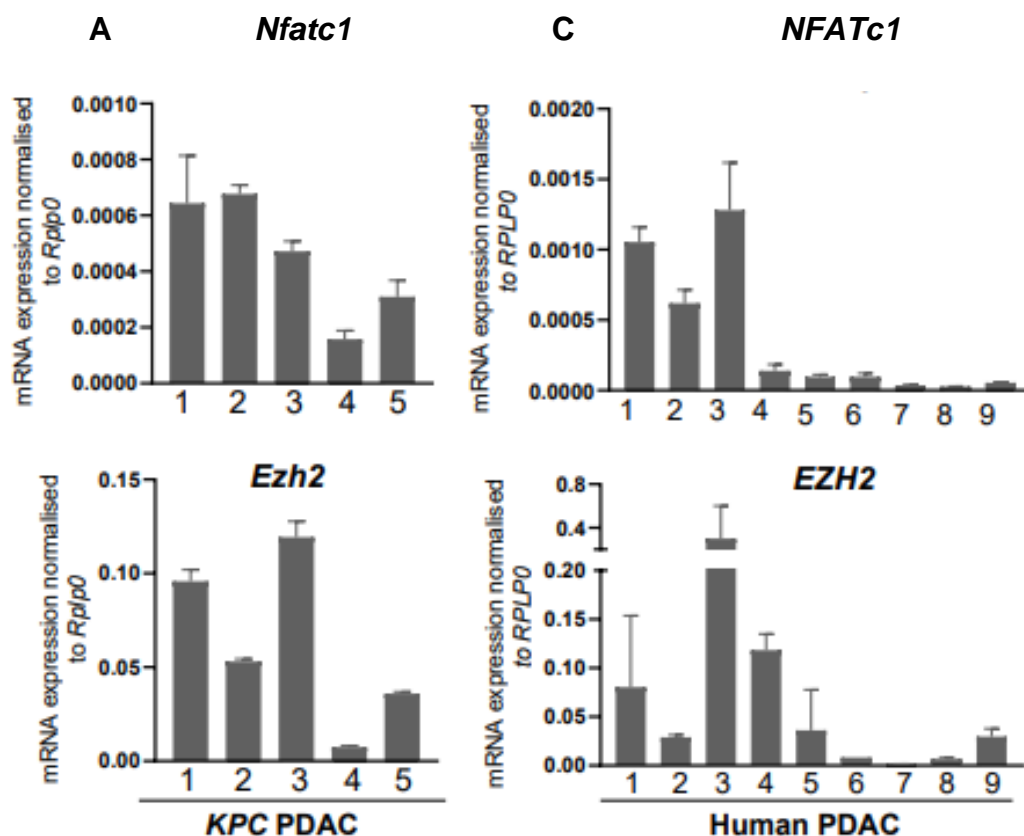 A Nfatc1
mRNA expression normalised
to Rplp0
0.0010
0.0008
0.0006
0.0004
0.0002
0.0000
1 2 3 4 5
C NFATc1
mRNA expression normalised
to RPLP0
0.0020
0.0015
0.0010
0.0005
0.0000
1 2 3 4 5 6 7 8 9
Ezh2
mRNA expression normalised
to Rplp0
0.15
0.10
0.05
0.00
1 2 3 4 5
KPC PDAC
EZH2
mRNA expression normalised
to RPLP0
0.8
0.4
0.20
0.15
0.10
0.05
0.00
1 2 3 4 5 6 7 8 9
Human PDAC